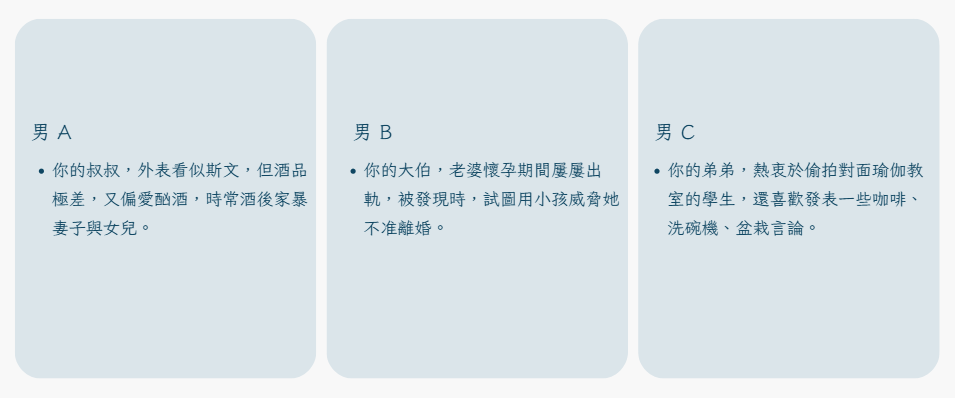 男 A
• 你的叔叔，外表看似斯文，但酒品
極差，又偏愛酗酒，時常酒後家暴
妻子與女兒。
男 B
• 你的大伯，老婆懷孕期間屢屢出
軌，被發現時，試圖用小孩威脅她
不准離婚。
男 C
• 你的弟弟，熱衷於偷拍對面瑜伽教
室的學生，還喜歡發表一些咖啡、
洗碗機、盆栽言論。